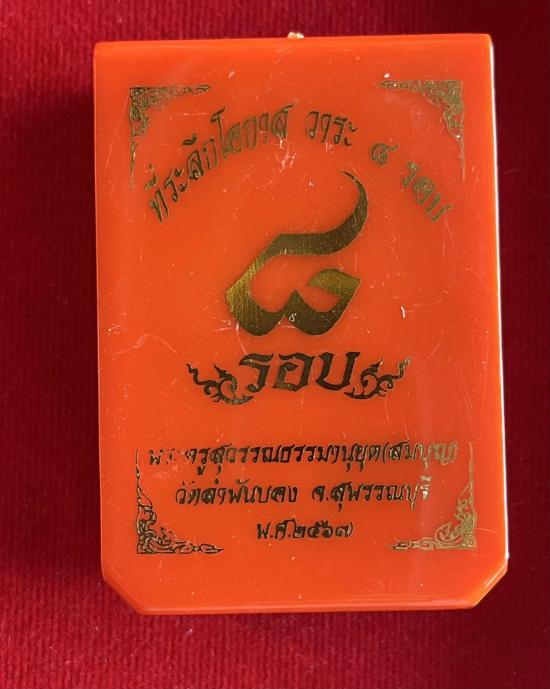 ที่ระลึกโอกาส วาระ ๘ รอบ
๘
รอบ
พระครูสุวรรณธรรมานุยุต(สมบุญ)
วัดลำพันบอง จ.สุพรรณบุรี
พ.ศ.๒๕๖๗